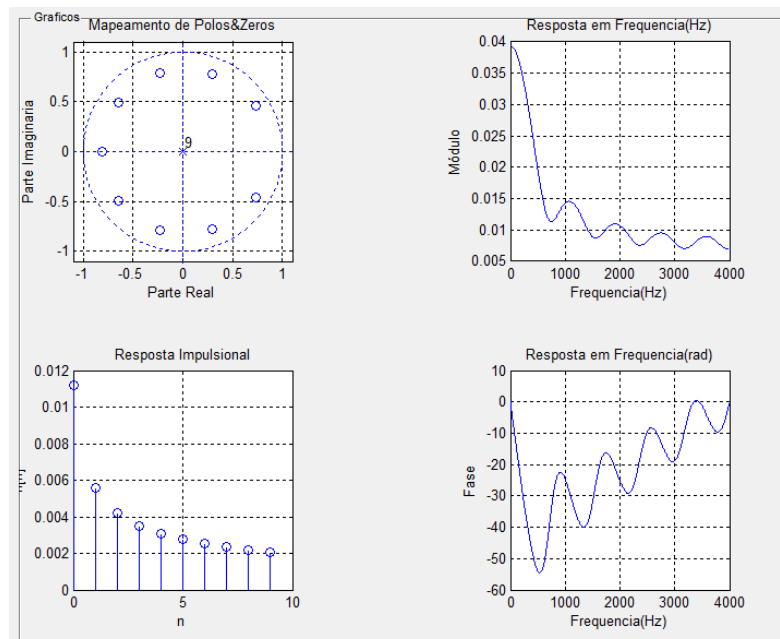 Graficos
Mapeamento de Polos&Zeros
1
0.5
0
-0.5
-1
Parte Imaginaria
9
-1 -0.5 0 0.5 1
Parte Real
Resposta em Frequencia(Hz)
0.04
0.035
0.03
0.025
0.02
0.015
0.01
0.005
Módulo
0 1000 2000 3000 4000
Frequencia(Hz)
Resposta Impulsional
0.012
0.01
0.008
0.006
0.004
0.002
0
0 5 10
n
Resposta em Frequencia(rad)
10
0
-10
-20
-30
-40
-50
-60
Fase
0 1000 2000 3000 4000
Frequencia(Hz)